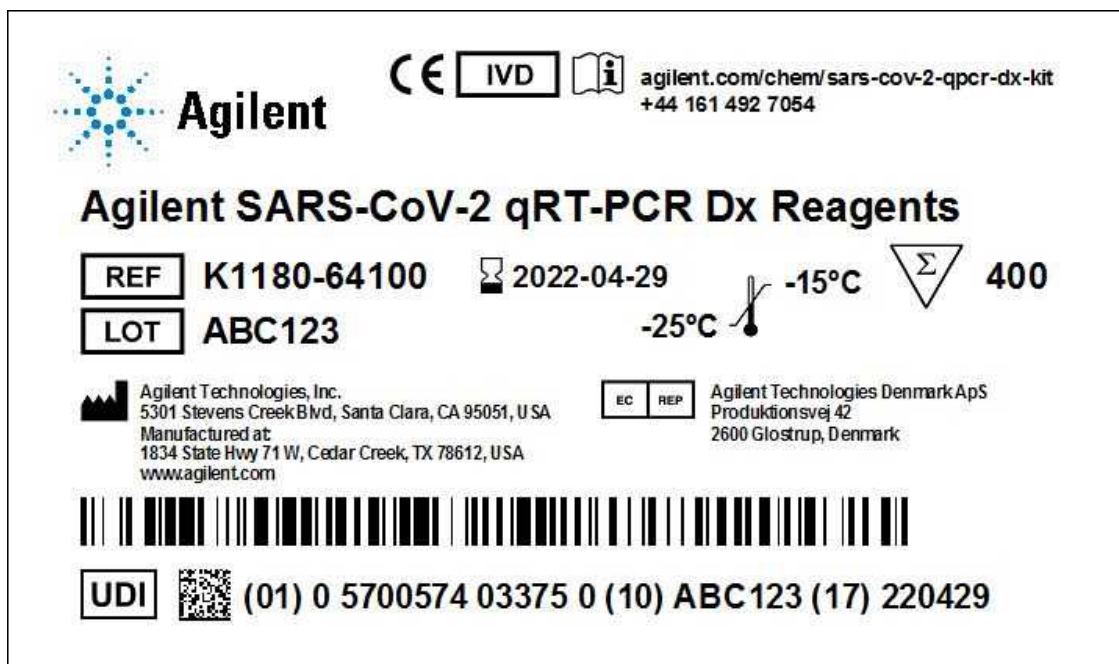 Agilent
CE IVD i agilent.com/chem/sars-cov-2-qpcr-dx-kit
+44 161 492 7054
Agilent SARS-CoV-2 qRT-PCR Dx Reagents
REF K1180-64100 2022-04-29 -15°C Σ 400
LOT ABC123 -25°C
Agilent Technologies, Inc.
5301 Stevens Creek Blvd, Santa Clara, CA 95051, USA
Manufactured at:
1834 State Hwy 71 W, Cedar Creek, TX 78612, USA
www.agilent.com
EC REP Agilent Technologies Denmark ApS
Produktionsvej 42
2600 Glostrup, Denmark
UDI (01) 0 5700574 03375 0 (10) ABC123 (17) 220429